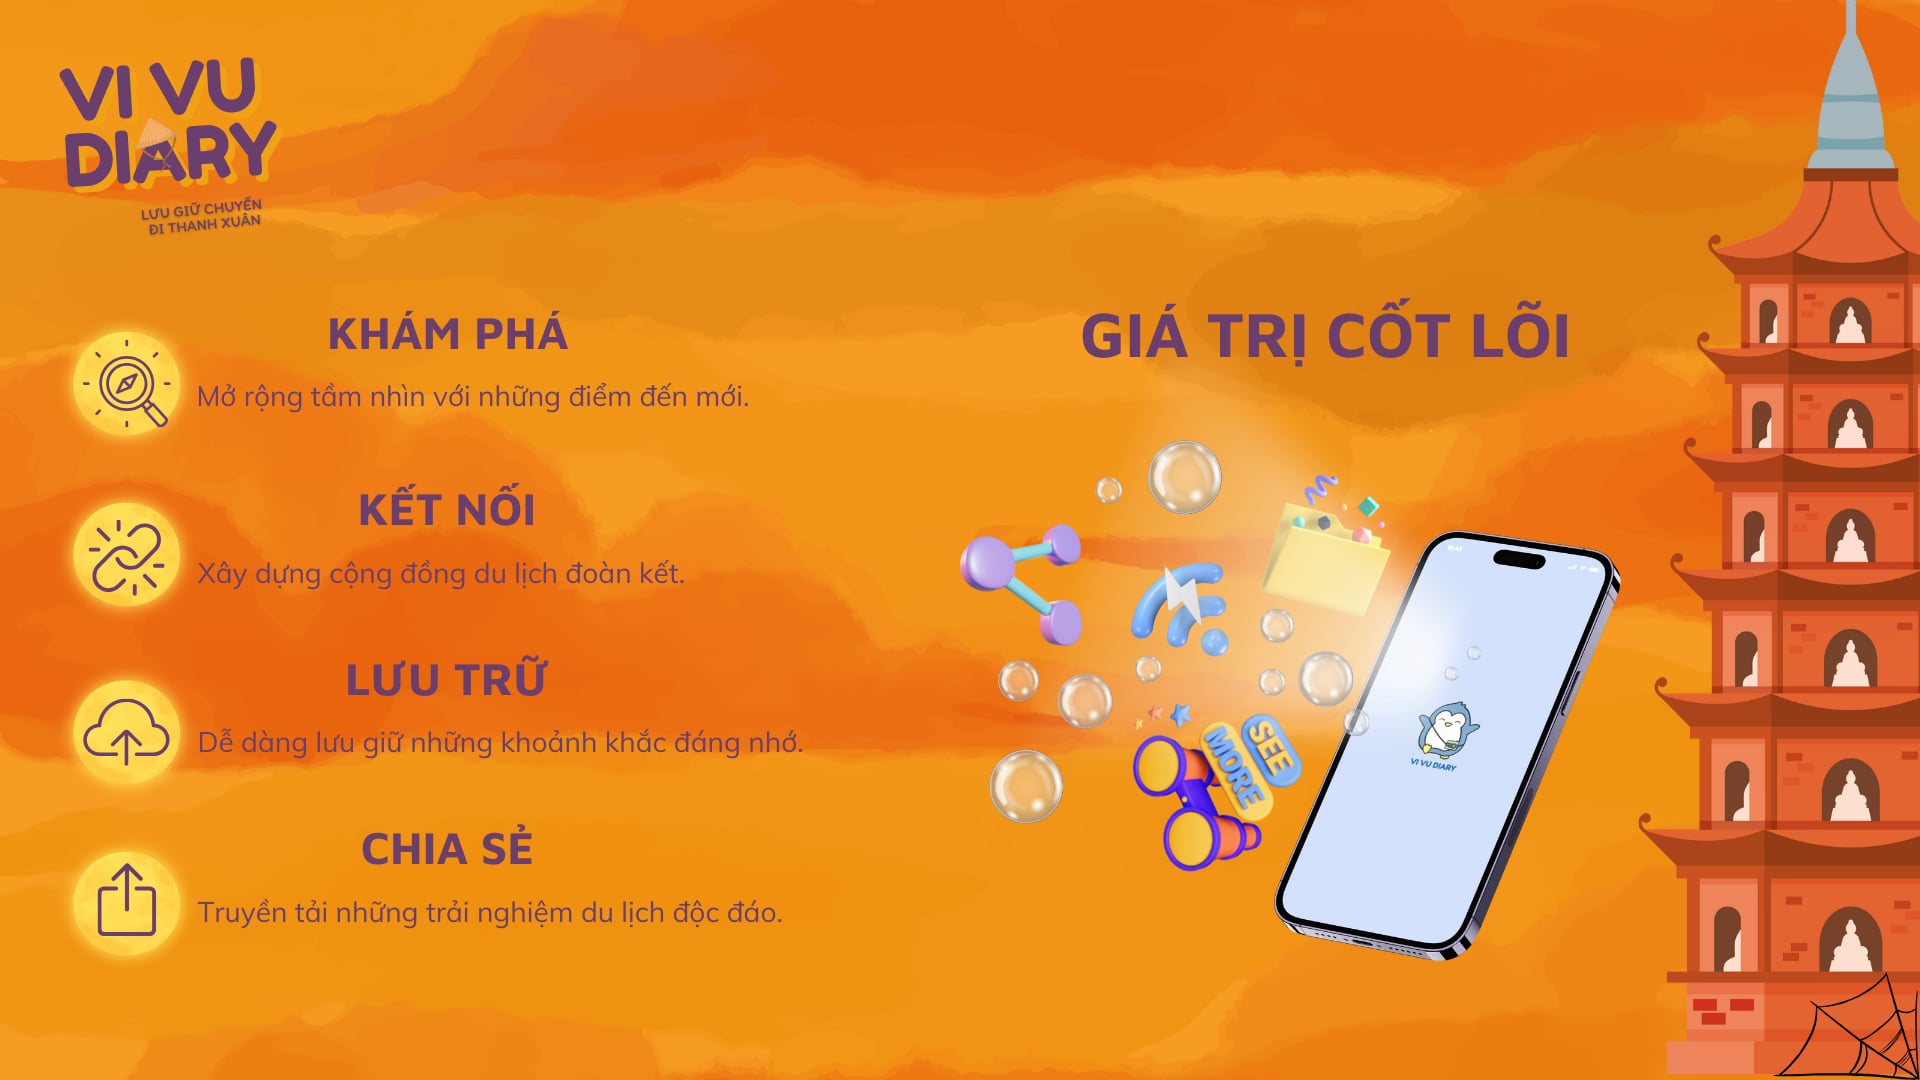 VI VU
DIARY
LƯU GIỮ CHUYẾN
ĐI THANH XUÂN
KHÁM PHÁ
Mở rộng tầm nhìn với những điểm đến mới.
KẾT NỐI
Xây dựng cộng đồng du lịch đoàn kết.
LƯU TRỮ
Dễ dàng lưu giữ những khoảnh khắc đáng nhớ.
CHIA SẺ
Truyền tải những trải nghiệm du lịch độc đáo.
GIÁ TRỊ CỐT LÕI
9:41
SEE
MORE
VI VU DIARY